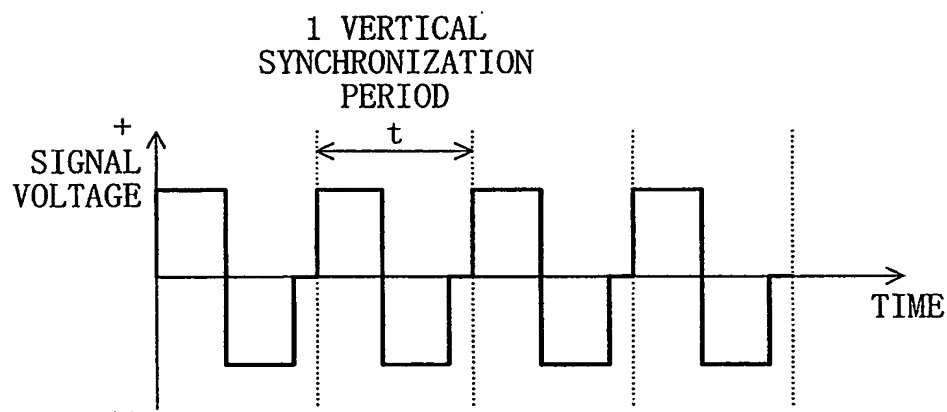 1 VERTICAL
SYNCHRONIZATION
PERIOD
t
+
SIGNAL
VOLTAGE
TIME